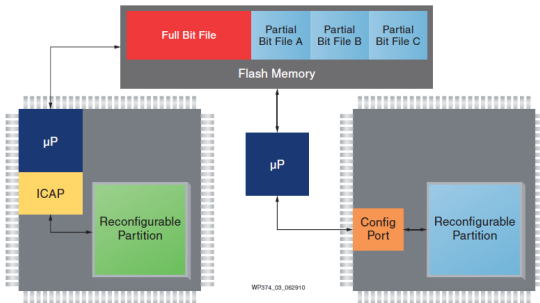 Full Bit File
Partial
Bit File A
Partial
Bit File B
Partial
Bit File C
Flash Memory
μP
ICAP
Reconfigurable
Partition
μP
Config
Port
Reconfigurable
Partition
WP374_03_062910